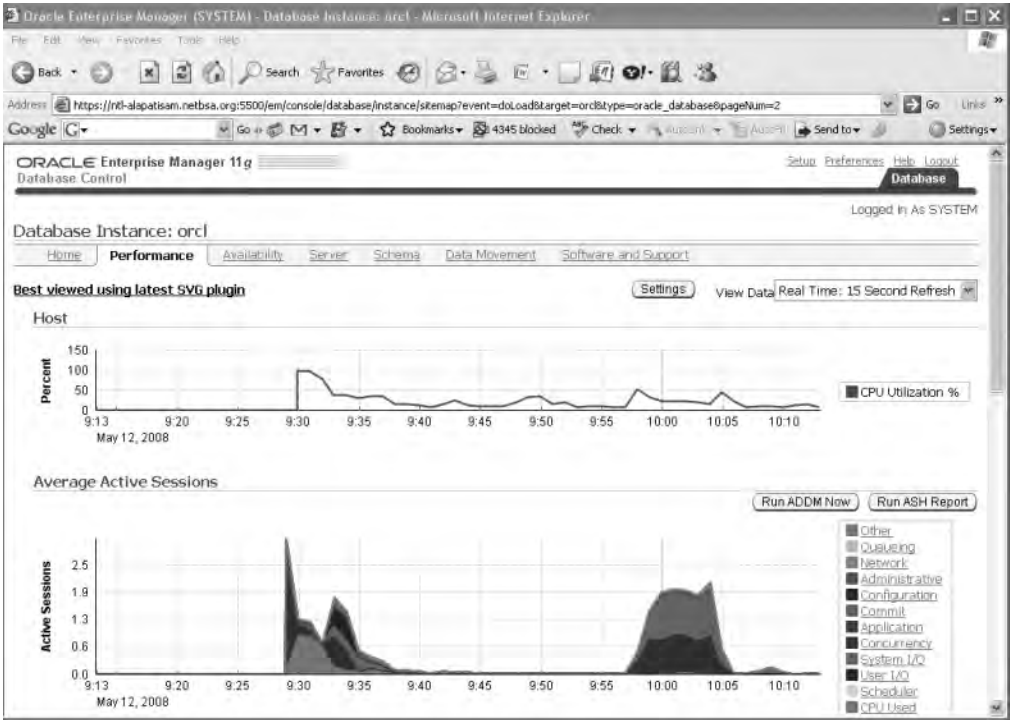 Oracle Enterprise Manager (SYSTEM) - Database Instance: orcl - Microsoft Internet Explorer
File Edit View Favorites Tools Help
Back Search Favorites
Address https://ntl-alapatisam.netbsa.org:5500/em/console/database/instance/sitemap?event=doLoad&target=orcl&type=oracle_database&pageNum=2 Go Links »
Google G Go M Bookmarks 4345 blocked Check AutoLink AutoFill Send to Settings
ORACLE Enterprise Manager 11g
Database Control
Setup Preferences Help Logout
Database
Logged in As SYSTEM
Database Instance: orcl
Home Performance Availability Server Schema Data Movement Software and Support
Best viewed using latest SVG plugin
Settings View Data Real Time: 15 Second Refresh
Host
150
100
50
0
Percent
9:13 9:20 9:25 9:30 9:35 9:40 9:45 9:50 9:55 10:00 10:05 10:10
May 12, 2008
CPU Utilization %
Average Active Sessions
Run ADDM Now Run ASH Report
2.5
1.9
1.3
0.6
0.0
Active Sessions
9:13 9:20 9:25 9:30 9:35 9:40 9:45 9:50 9:55 10:00 10:05 10:10
May 12, 2008
Other
Queueing
Network
Administrative
Configuration
Commit
Application
Concurrency
System I/O
User I/O
Scheduler
CPU Used